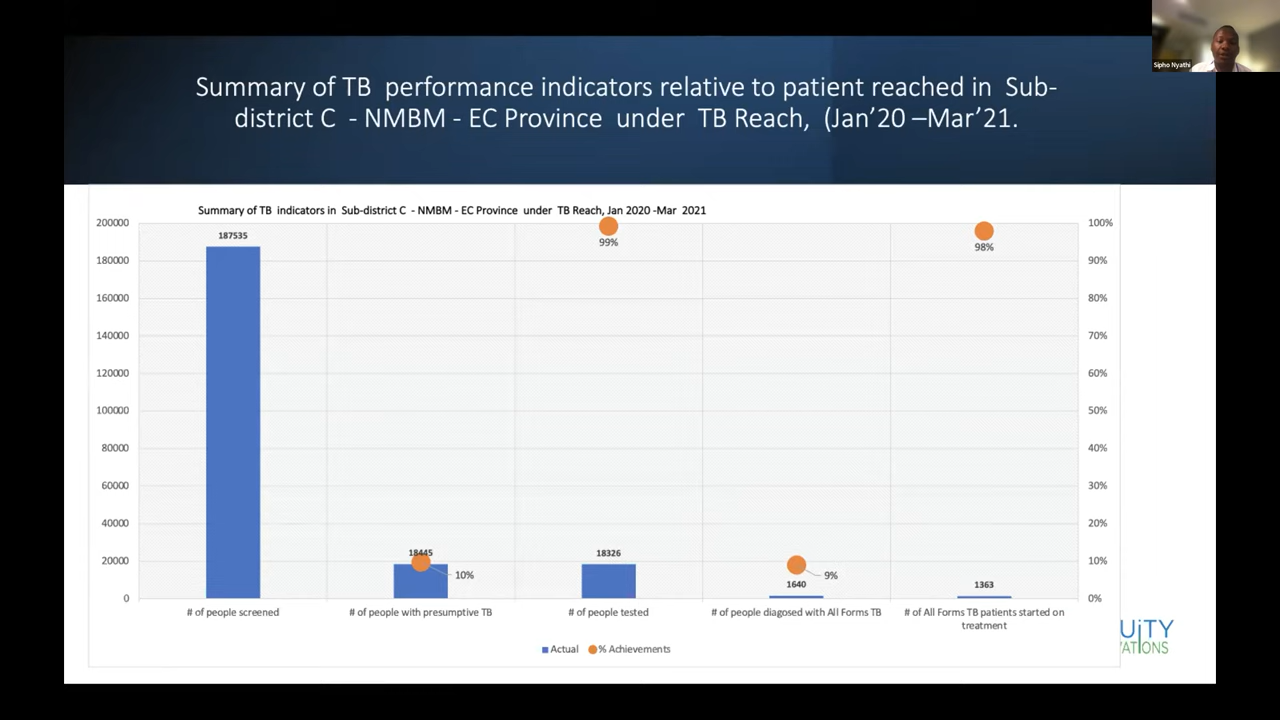 Sipho Nyathi
Summary of TB performance indicators relative to patient reached in Sub-
district C - NMBM - EC Province under TB Reach, (Jan’20 –Mar’21.
Summary of TB indicators in Sub-district C - NMBM - EC Province under TB Reach, Jan 2020 -Mar 2021
200000
180000
160000
140000
120000
100000
80000
60000
40000
20000
0
187535
18445
10%
99%
18326
1640
9%
98%
1363
100%
90%
80%
70%
60%
50%
40%
30%
20%
10%
0%
# of people screened
# of people with presumptive TB
# of people tested
# of people diagosed with All Forms TB
# of All Forms TB patients started on
treatment
Actual
% Achievements
UiTY
VATIONS